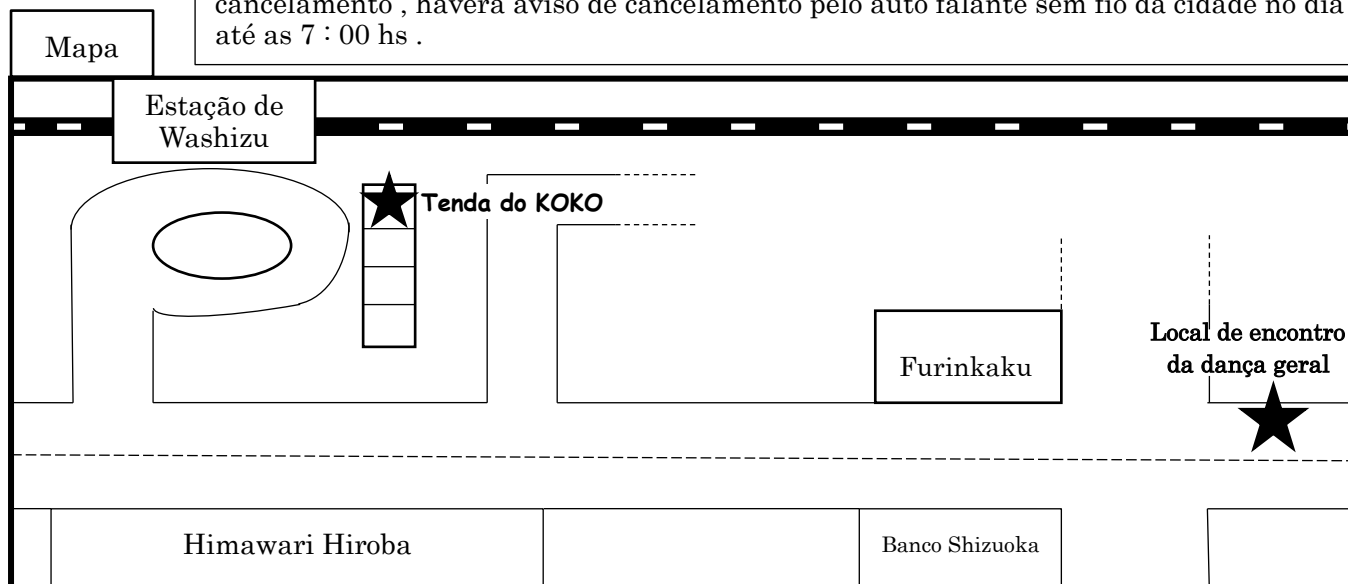 cancelamento , haverá aviso de cancelamento pelo auto falante sem fio da cidade no dia
até as 7：00 hs .
Mapa
Estação de
Washizu
Tenda do KOKO
Local de encontro
da dança geral
Furinkaku
Himawari Hiroba
Banco Shizuoka